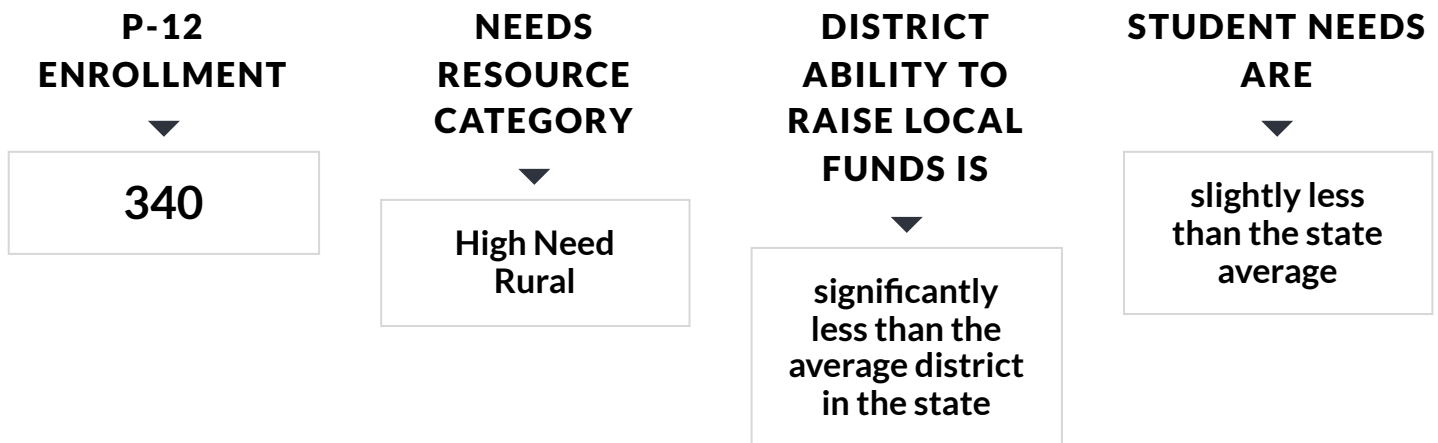 P-12
ENROLLMENT
340
NEEDS
RESOURCE
CATEGORY
High Need
Rural
DISTRICT
ABILITY TO
RAISE LOCAL
FUNDS IS
significantly
less than the
average district
in the state
STUDENT NEEDS
ARE
slightly less
than the state
average